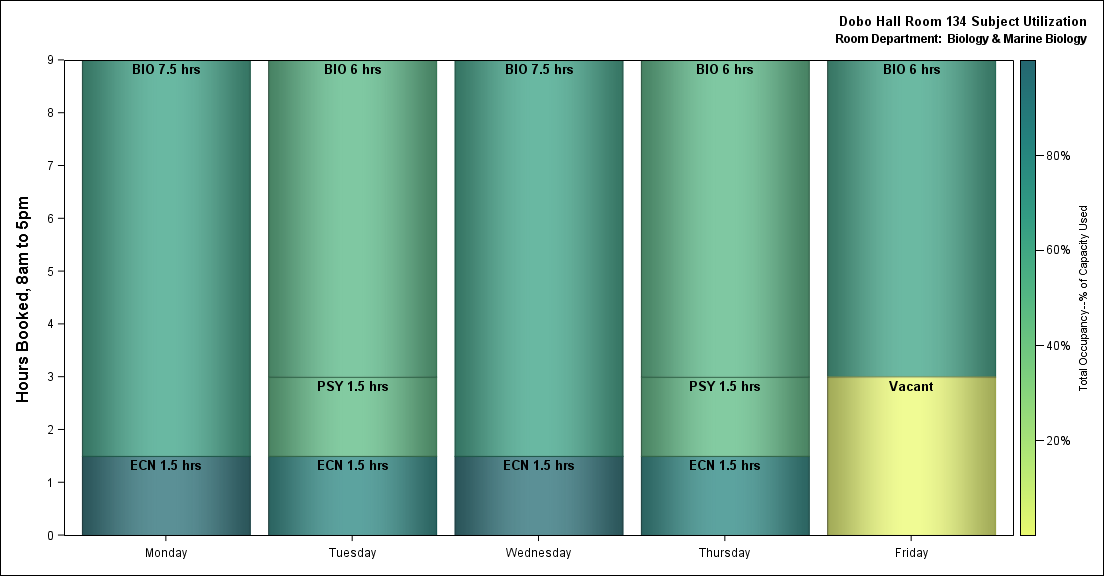 Dobo Hall Room 134 Subject Utilization
Room Department: Biology & Marine Biology
Hours Booked, 8am to 5pm
9
8
7
6
5
4
3
2
1
0
BIO 7.5 hrs
ECN 1.5 hrs
BIO 6 hrs
PSY 1.5 hrs
ECN 1.5 hrs
BIO 7.5 hrs
ECN 1.5 hrs
BIO 6 hrs
PSY 1.5 hrs
ECN 1.5 hrs
BIO 6 hrs
Vacant
Monday
Tuesday
Wednesday
Thursday
Friday
80%
60%
40%
20%
Total Occupancy--% of Capacity Used